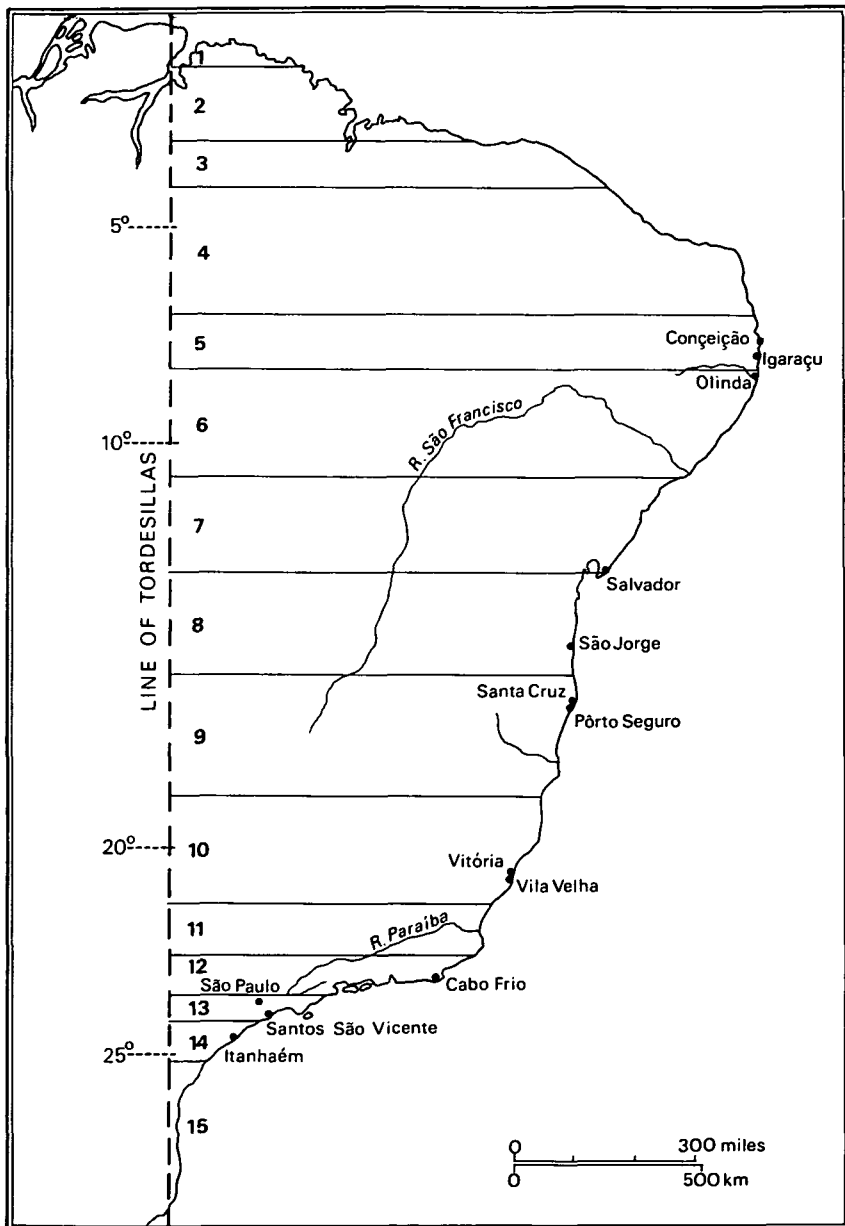 1
2
3
5°
4
Conçeição
5
Igaraçu
Olinda
6
R. São Francisco
10°
LINE OF TORDESILLAS
7
Salvador
8
São Jorge
Santa Cruz
Pôrto Seguro
9
20°
10
Vitória
Vila Velha
11
R. Paraíba
12
São Paulo
Cabo Frio
13
Santos São Vicente
14
Itanhaém
25°
15
0 300 miles
0 500 km